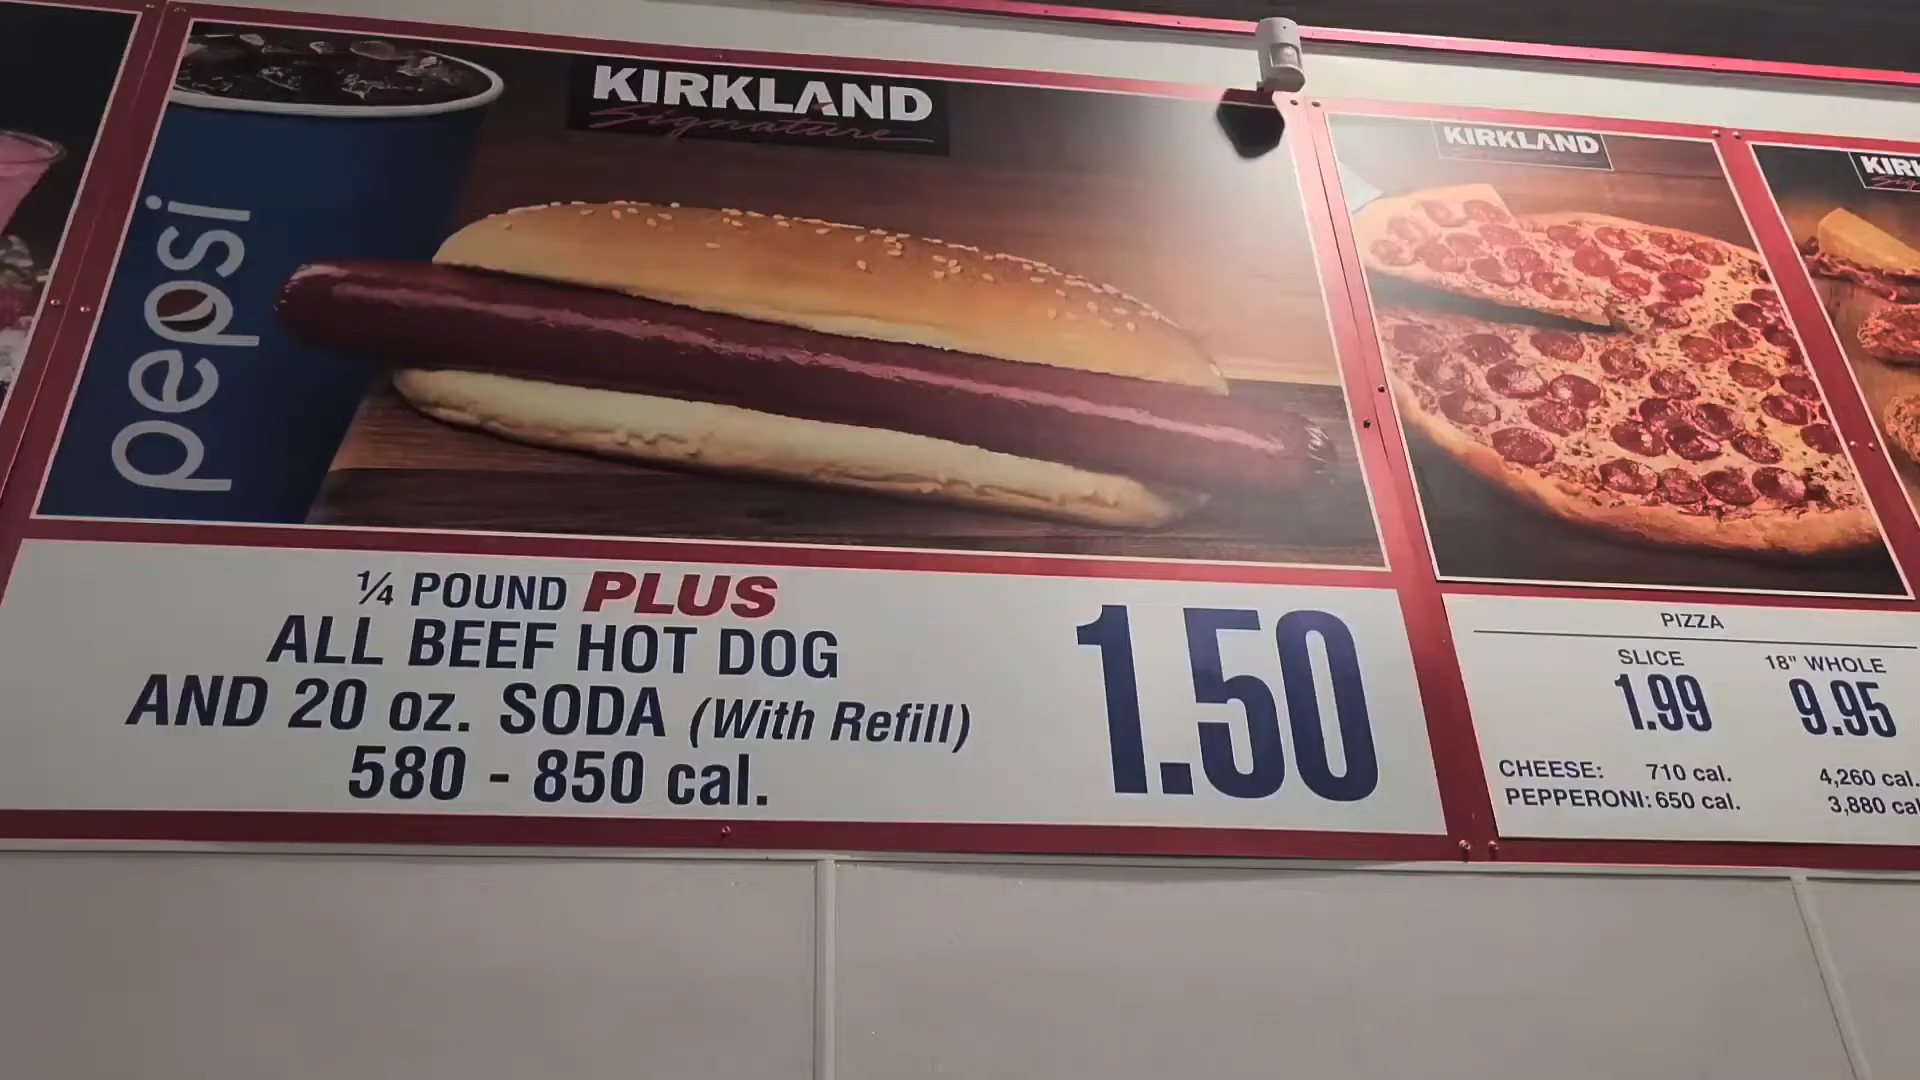 pepsi
KIRKLAND
Signature
1/4 POUND PLUS
ALL BEEF HOT DOG
AND 20 oz. SODA (With Refill)
580 - 850 cal.
1.50
KIRKLAND
PIZZA
SLICE 18" WHOLE
1.99 9.95
CHEESE: 710 cal. 4,260 cal.
PEPPERONI: 650 cal. 3,880 cal